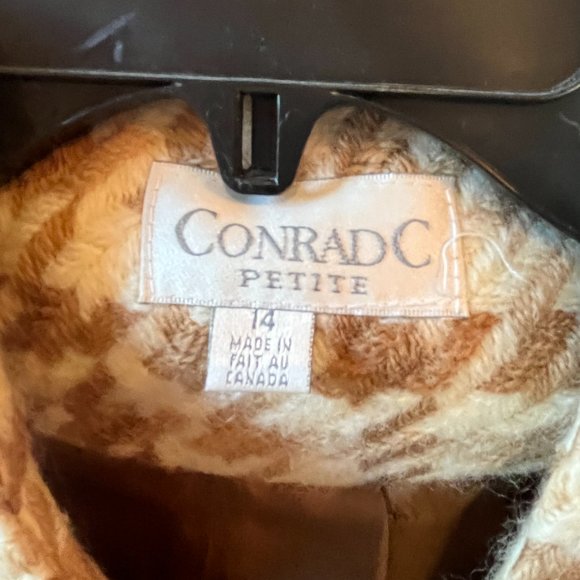 CONRAD C
PETITE
14
MADE IN
FAIT AU
CANADA